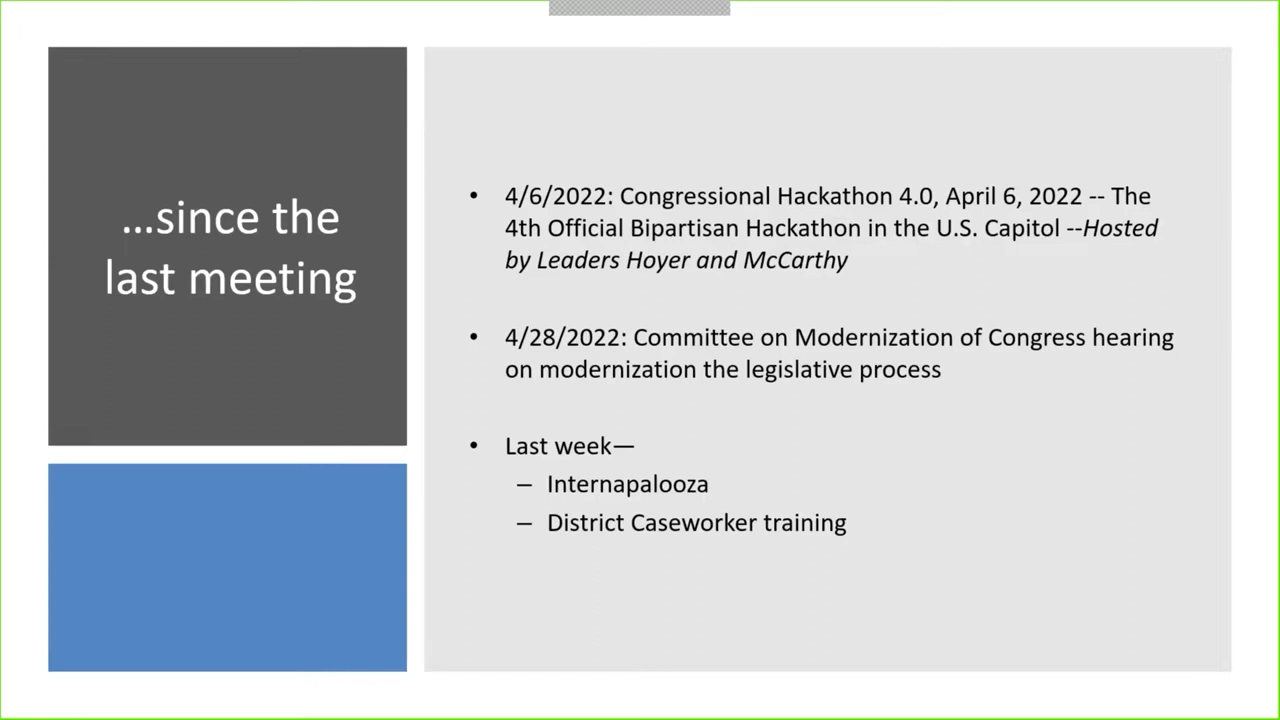 ...since the
last meeting
• 4/6/2022: Congressional Hackathon 4.0, April 6, 2022 -- The
4th Official Bipartisan Hackathon in the U.S. Capitol --Hosted
by Leaders Hoyer and McCarthy
• 4/28/2022: Committee on Modernization of Congress hearing
on modernization the legislative process
• Last week—
– Internapalooza
– District Caseworker training